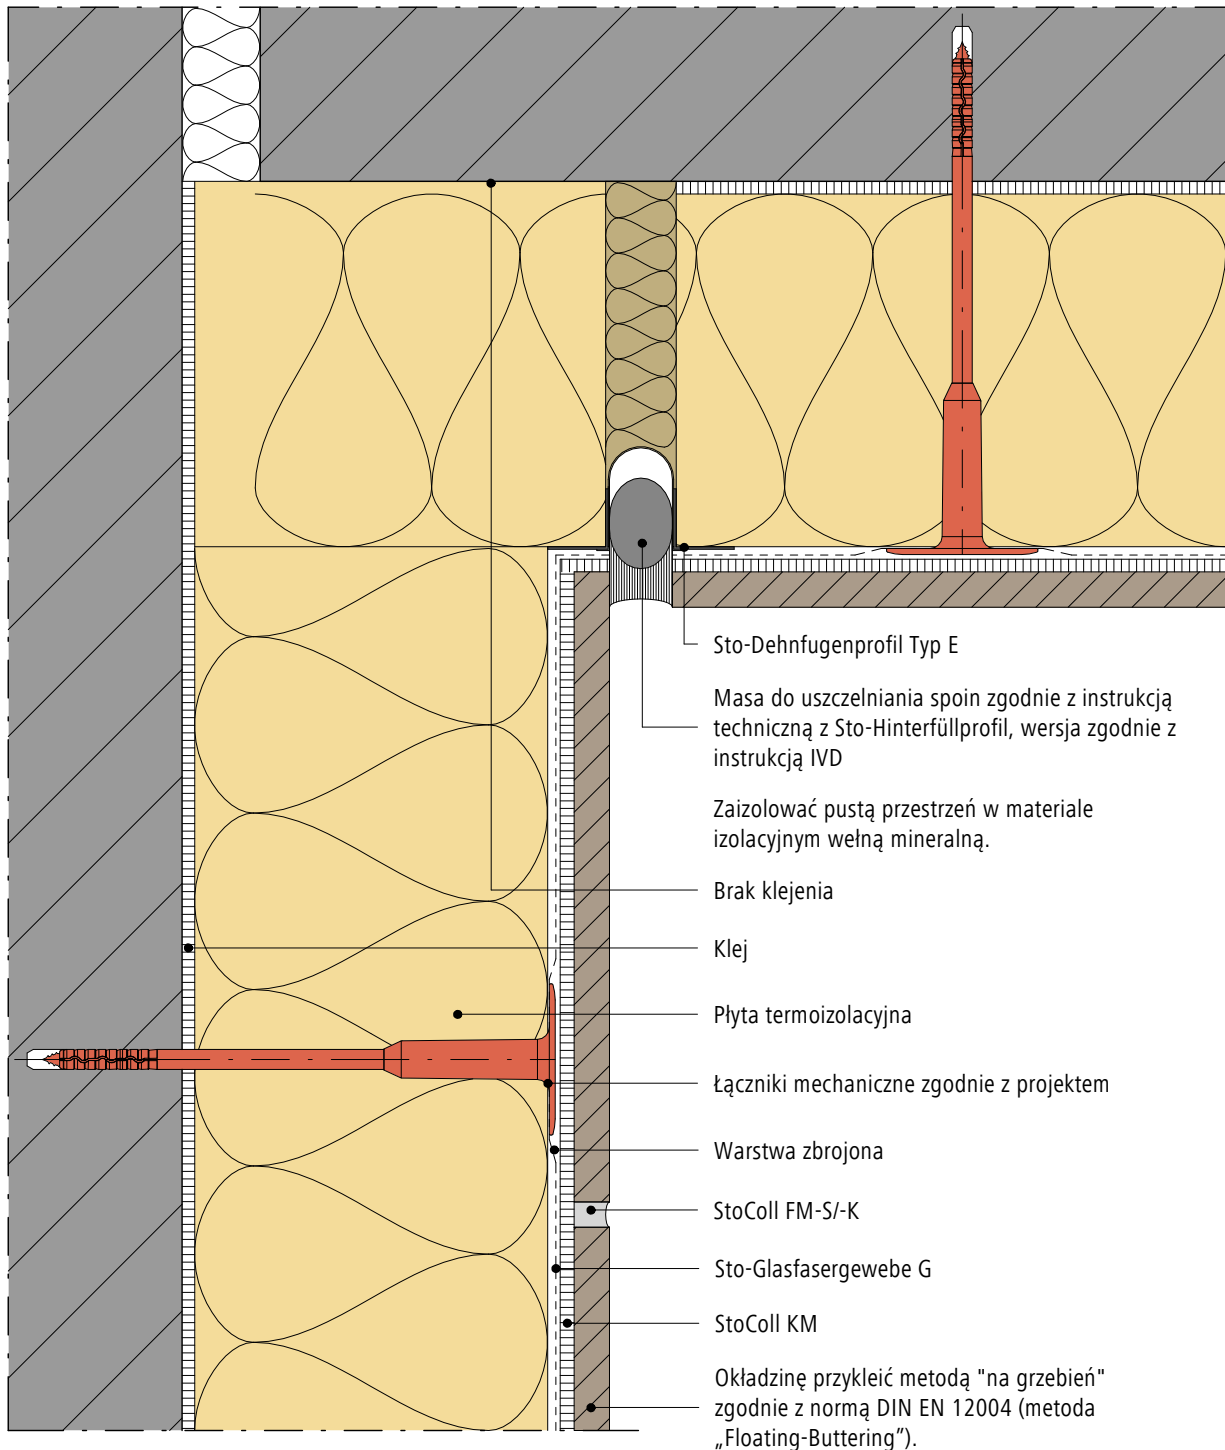 Sto-Dehnfugenprofil Typ E
Masa do uszczelniania spoin zgodnie z instrukcją
techniczną z Sto-Hinterfüllprofil, wersja zgodnie z
instrukcją IVD
Zaizolować pustą przestrzeń w materiale
izolacyjnym wełną mineralną.
Brak klejenia
Klej
Płyta termoizolacyjna
Łączniki mechaniczne zgodnie z projektem
Warstwa zbrojona
StoColl FM-S/-K
Sto-Glasfasergewebe G
StoColl KM
Okładzinę przykleić metodą "na grzebień"
zgodnie z normą DIN EN 12004 (metoda
„Floating-Buttering”).